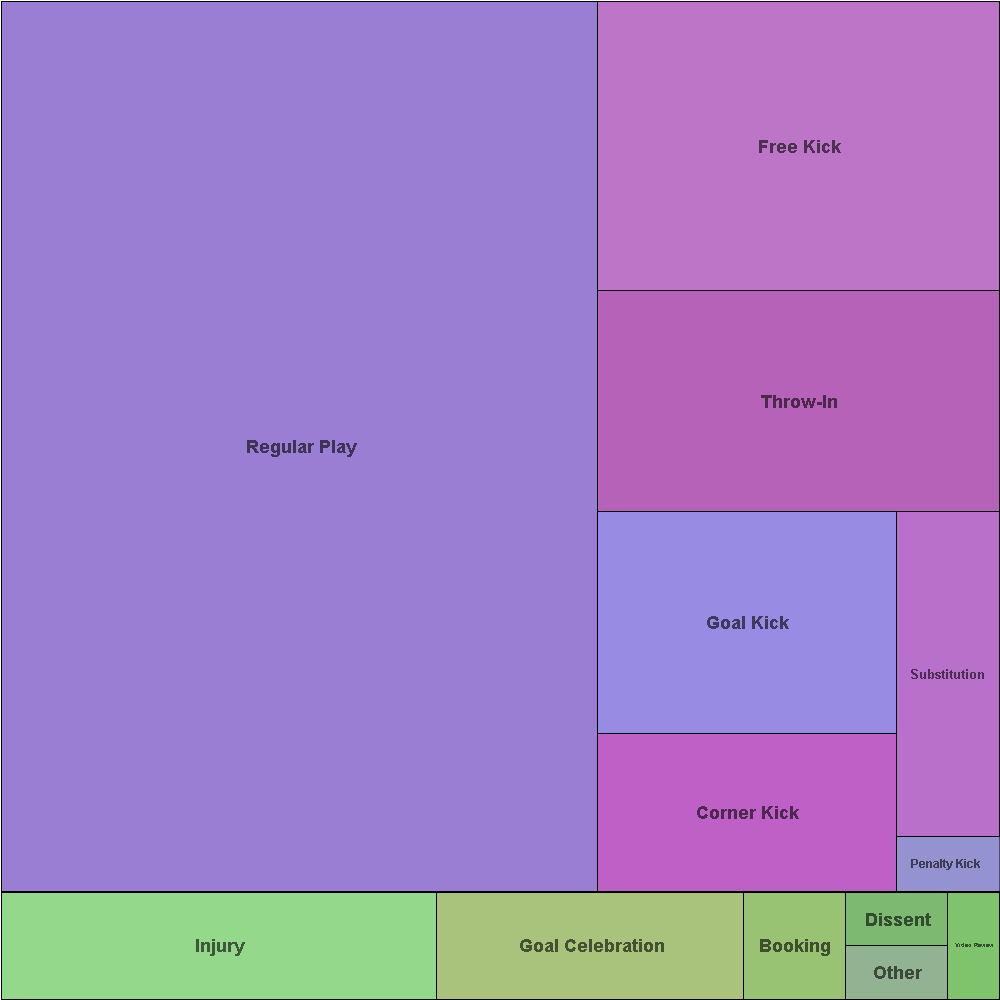 Free Kick
Throw-In
Regular Play
Goal Kick
Substitution
Corner Kick
Penalty Kick
Injury
Goal Celebration
Booking
Dissent
Other
Video Review